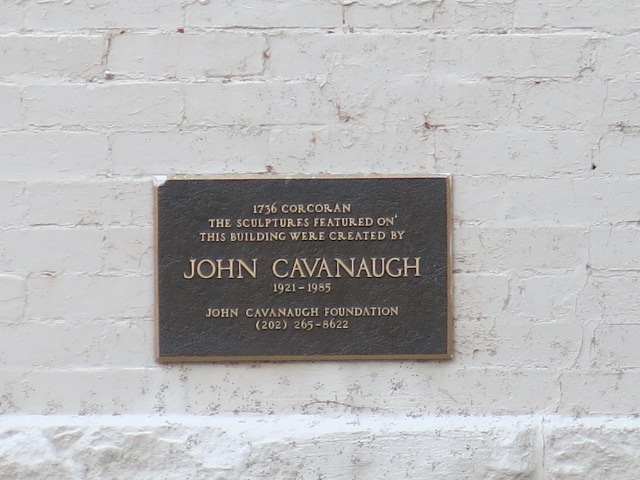 1736 CORCORAN
THE SCULPTURES FEATURED ON
THIS BUILDING WERE CREATED BY
JOHN CAVANAUGH
1921-1985
JOHN CAVANAUGH FOUNDATION
(202) 265-8622